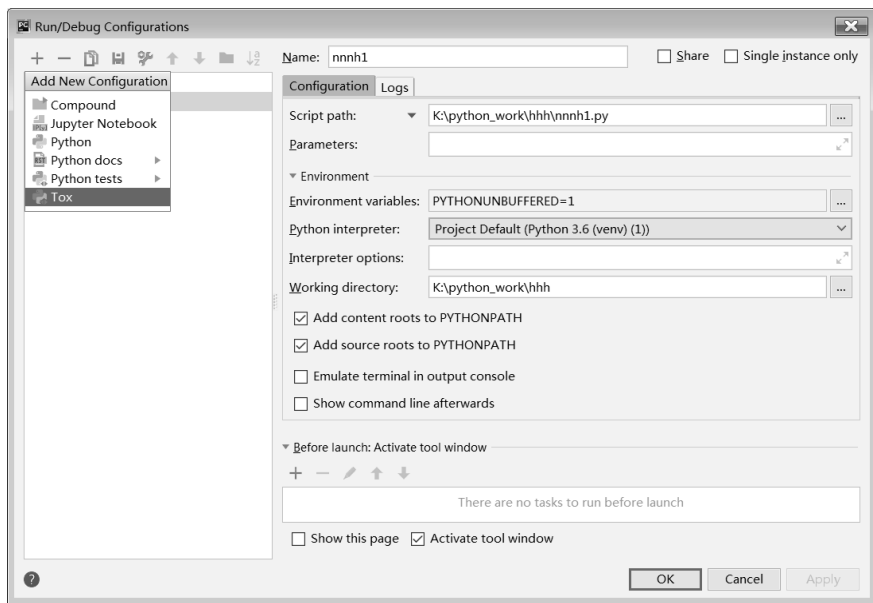 Run/Debug Configurations
Name: nnnh1
Share
Single instance only
Add New Configuration
Compound
Jupyter Notebook
Python
Python docs
Python tests
Tox
Configuration
Logs
Script path:
K:\python_work\hhh\nnnh1.py
...
Parameters:
Environment
Environment variables:
PYTHONUNBUFFERED=1
...
Python interpreter:
Project Default (Python 3.6 (venv) (1))
Interpreter options:
Working directory:
K:\python_work\hhh
...
Add content roots to PYTHONPATH
Add source roots to PYTHONPATH
Emulate terminal in output console
Show command line afterwards
Before launch: Activate tool window
There are no tasks to run before launch
Show this page
Activate tool window
?
OK
Cancel
Apply